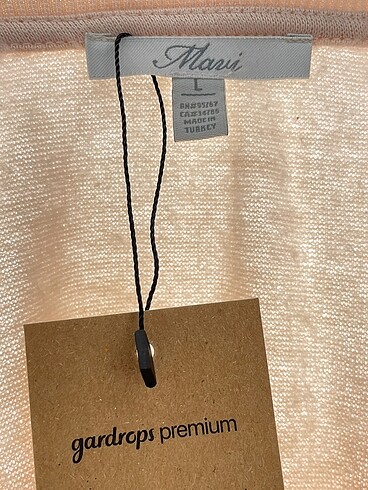 Mavi
L
RN#95767
CA#34786
MADE IN
TURKEY
gardrops premium